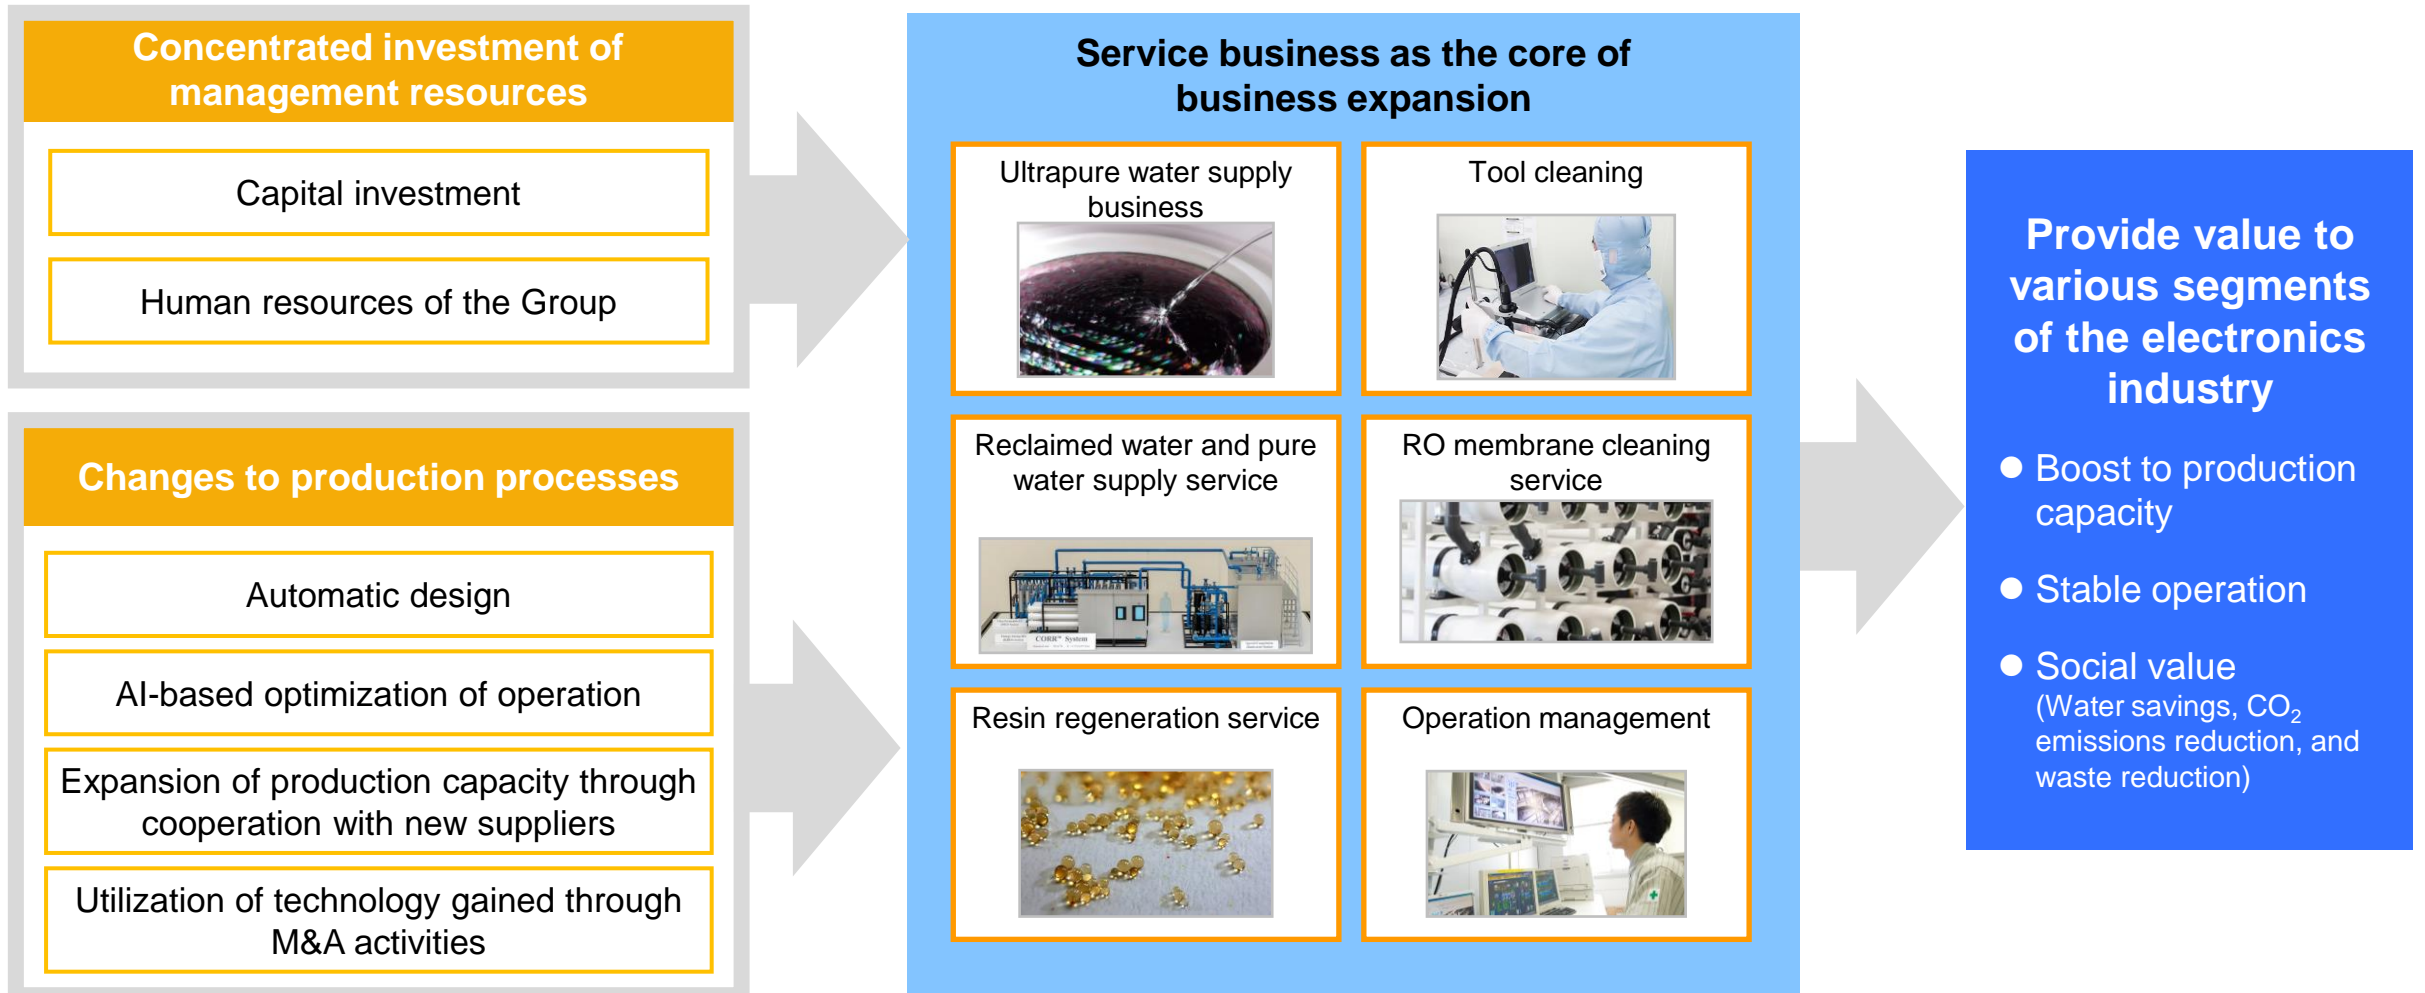 Concentrated investment of
management resources
Capital investment
Human resources of the Group
Changes to production processes
Automatic design
AI-based optimization of operation
Expansion of production capacity through
cooperation with new suppliers
Utilization of technology gained through
M&A activities
Service business as the core of
business expansion
Ultrapure water supply
business
Tool cleaning
Reclaimed water and pure
water supply service
CORR™ System
RO membrane cleaning
service
Resin regeneration service
Operation management
Provide value to
various segments
of the electronics
industry
● Boost to production
capacity
● Stable operation
● Social value
(Water savings, CO₂
emissions reduction, and
waste reduction)